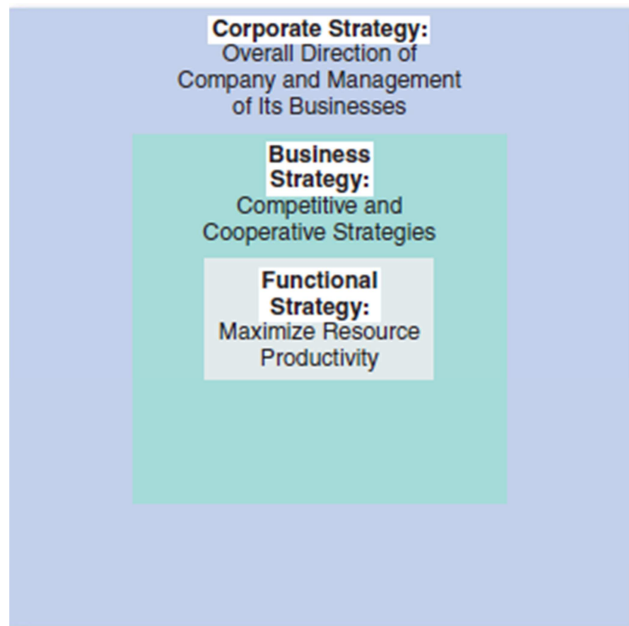 Corporate Strategy:
Overall Direction of
Company and Management
of Its Businesses
Business
Strategy:
Competitive and
Cooperative Strategies
Functional
Strategy:
Maximize Resource
Productivity